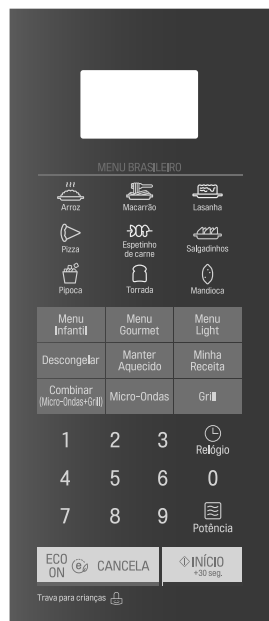 MENU BRASILEIRO
Arroz Macarrão Lasanha
Pizza Espetinho de carne Salgadinhos
Pipoca Torrada Mandioca
Menu Infantil Menu Gourmet Menu Light
Descongelar Manter Aquecido Minha Receita
Combinar (Micro-Ondas+Grill) Micro-Ondas Grill
1 2 3 Relógio
4 5 6 0
7 8 9 Potência
ECO ON CANCELA INÍCIO +30 seg.
Trava para crianças